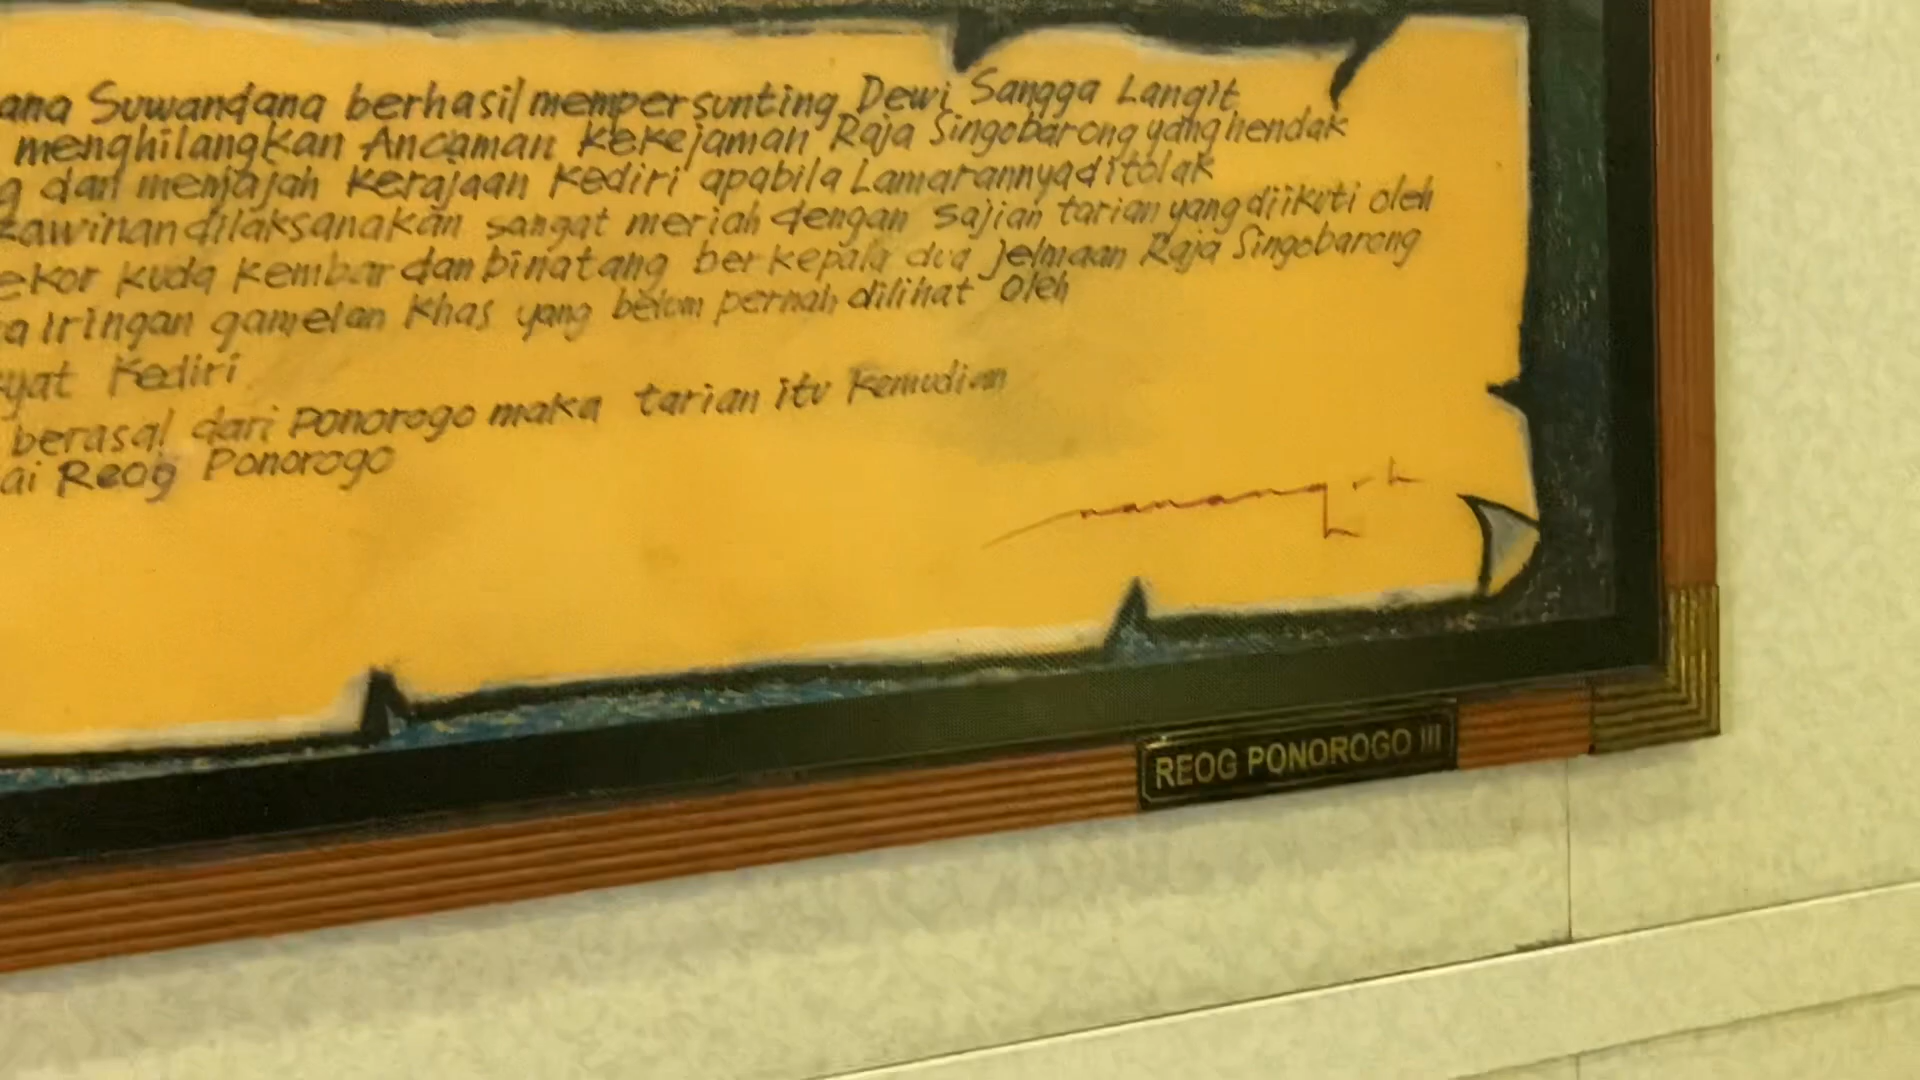 ana Suwandana berhasil mempersunting Dewi Sangga Langit
menghilangkan Ancaman Kekejaman Raja Singobarong yang hendak
g dan menjajah Kerajaan Kediri apabila Lamarannya ditolak
kawinan dilaksanakan sangat meriah dengan sajian tarian yang diikuti oleh
ekor kuda kembar dan binatang berkepala dua jelmaan Raja Singobarong
a Iringan gamelan Khas yang belum pernah dilihat oleh
yat Kediri
berasal dari Ponorogo maka tarian itu Kemudian
ai Reog Ponorogo
REOG PONOROGO III